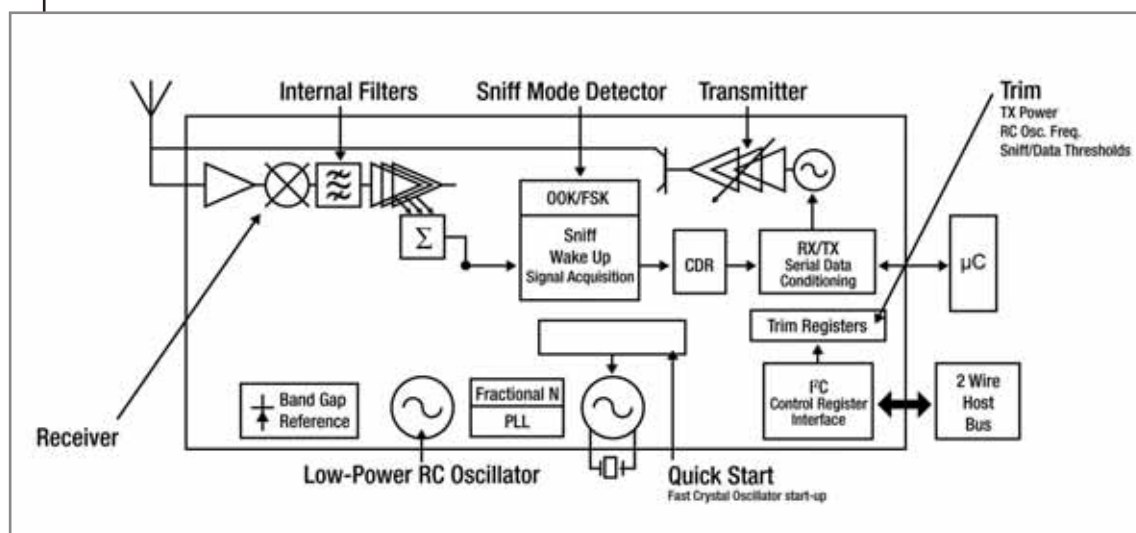 Internal Filters
Sniff Mode Detector
Transmitter
Trim
TX Power
RC Osc. Freq.
Sniff/Data Thresholds
OOK/FSK
Sniff
Wake Up
Signal Acquisition
Σ
CDR
RX/TX
Serial Data
Conditioning
µC
Trim Registers
I²C
Control Register
Interface
2 Wire
Host
Bus
Band Gap
Reference
Fractional N
PLL
Receiver
Low-Power RC Oscillator
Quick Start
Fast Crystal Oscillator start-up